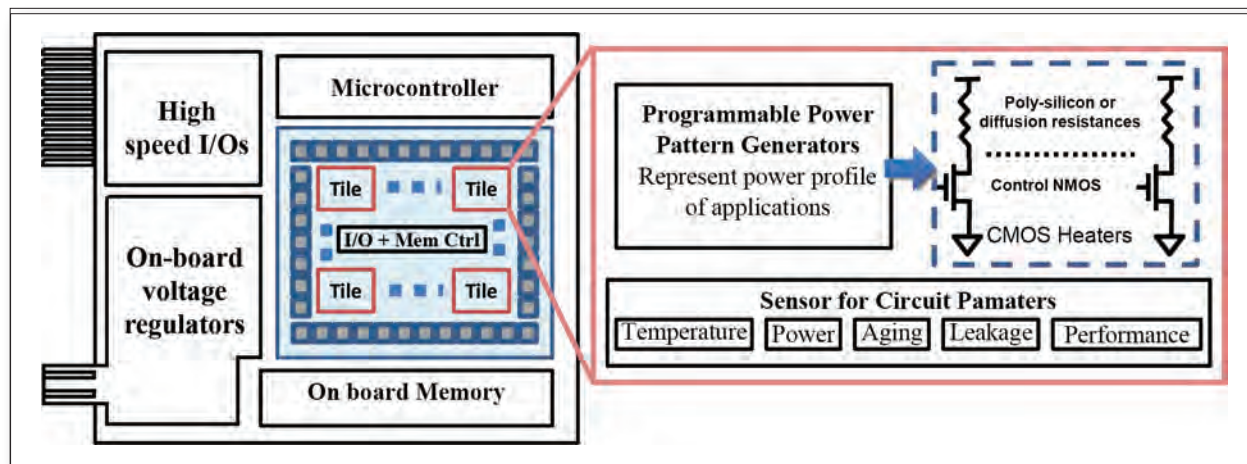 High
speed I/Os
Microcontroller
Tile
Tile
I/O + Mem Ctrl
Tile
Tile
On-board
voltage
regulators
On board Memory
Programmable Power
Pattern Generators
Represent power profile
of applications
Poly-silicon or
diffusion resistances
Control NMOS
CMOS Heaters
Sensor for Circuit Pamaters
Temperature
Power
Aging
Leakage
Performance